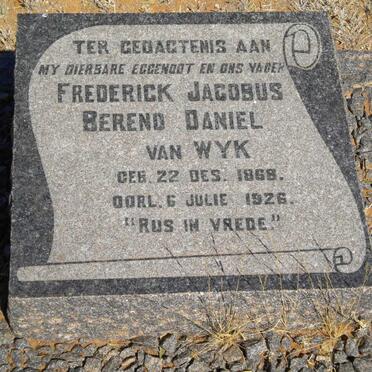 TER GEDAGTENIS AAN
MY DIERBARE EGGENOOT EN ONS VADER
FREDERICK JACOBUS
BEREND DANIEL
VAN WYK
GEB. 22 DES. 1868.
OORL. 6 JULIE 1926.
"RUS IN VREDE."